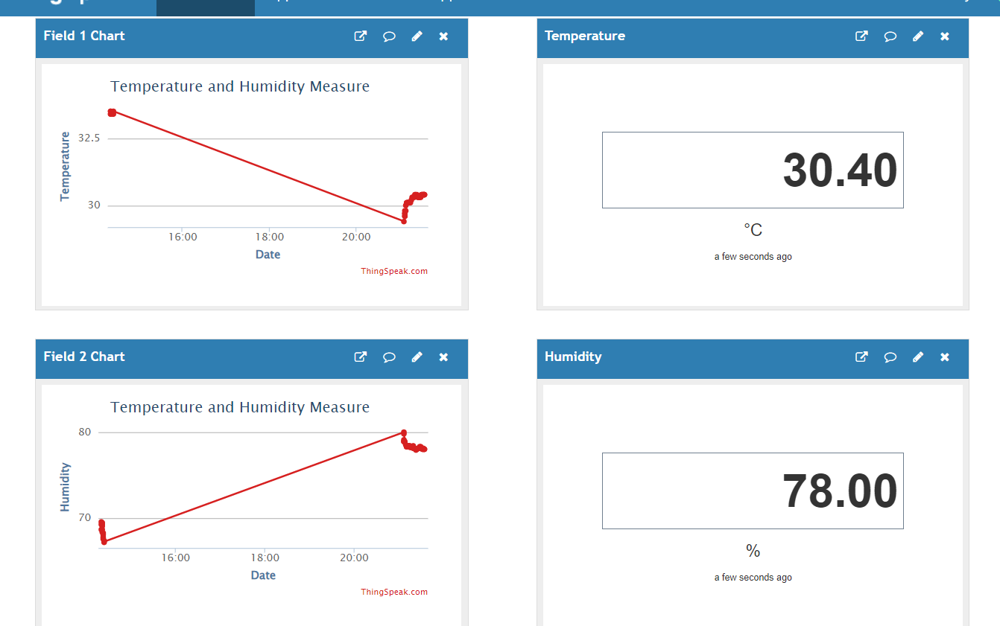 Field 1 Chart
Temperature and Humidity Measure
Temperature
32.5
30
16:00 18:00 20:00
Date
ThingSpeak.com
Temperature
30.40
°C
a few seconds ago
Field 2 Chart
Temperature and Humidity Measure
Humidity
80
70
16:00 18:00 20:00
Date
ThingSpeak.com
Humidity
78.00
%
a few seconds ago